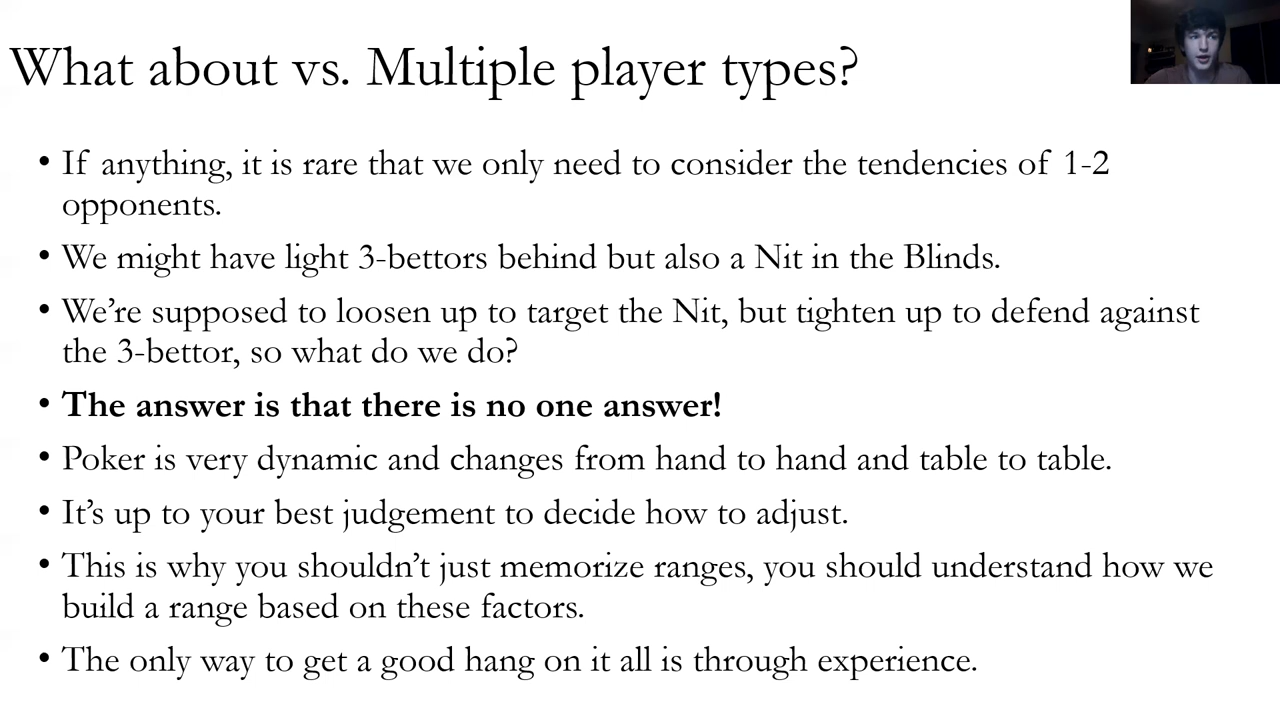 What about vs. Multiple player types?
• If anything, it is rare that we only need to consider the tendencies of 1-2
opponents.
• We might have light 3-bettors behind but also a Nit in the Blinds.
• We’re supposed to loosen up to target the Nit, but tighten up to defend against
the 3-bettor, so what do we do?
• The answer is that there is no one answer!
• Poker is very dynamic and changes from hand to hand and table to table.
• It’s up to your best judgement to decide how to adjust.
• This is why you shouldn’t just memorize ranges, you should understand how we
build a range based on these factors.
• The only way to get a good hang on it all is through experience.